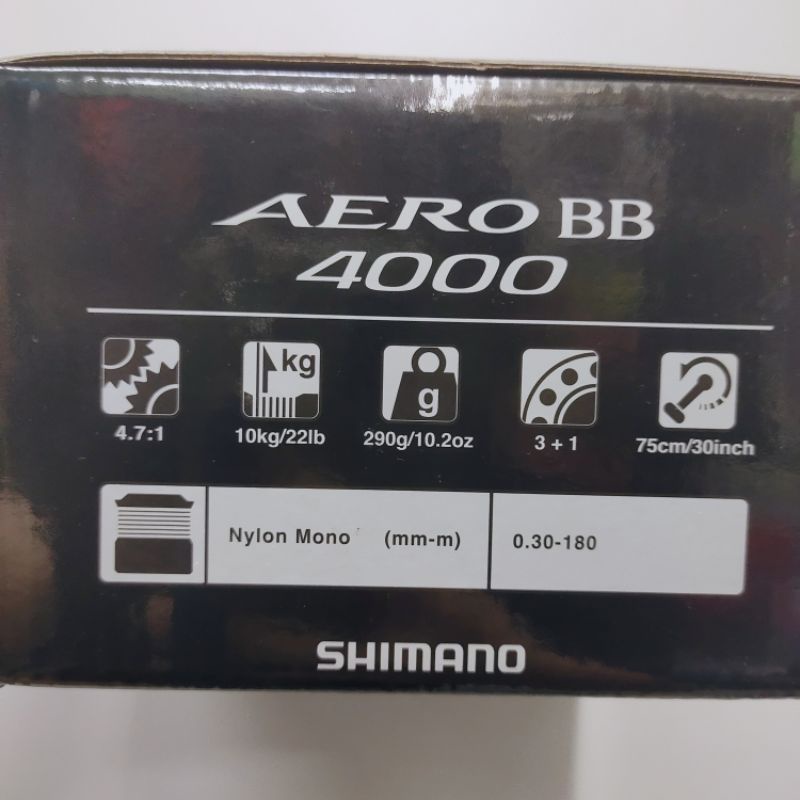 AERO BB
4000
kg
g
4.7:1
10kg/22lb
290g/10.2oz
3 + 1
75cm/30inch
Nylon Mono (mm-m) 0.30-180
SHIMANO